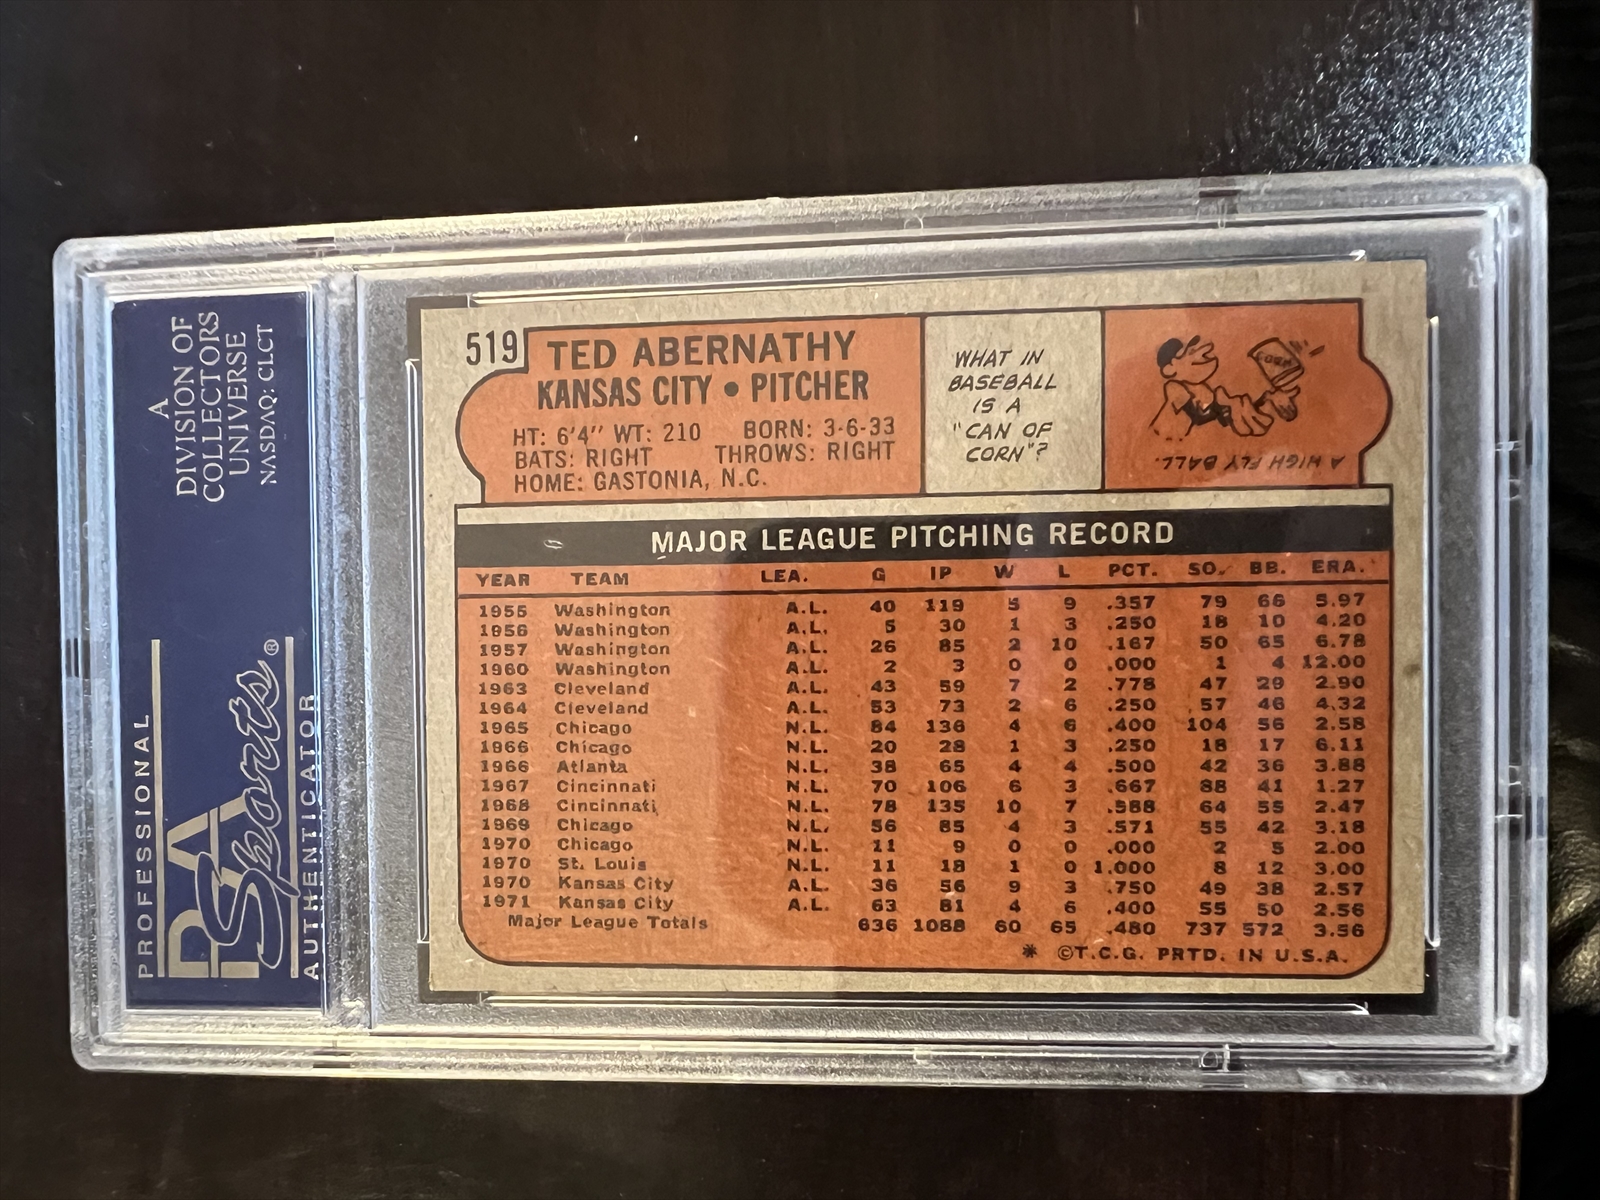 A
DIVISION OF
COLLECTORS
UNIVERSE
NASDAQ: CLCT
PROFESSIONAL
PSA
Sports®
AUTHENTICATOR
519
TED ABERNATHY
KANSAS CITY • PITCHER
HT: 6'4" WT: 210 BORN: 3-6-33
BATS: RIGHT THROWS: RIGHT
HOME: GASTONIA, N.C.
WHAT IN
BASEBALL
IS A
"CAN OF
CORN"?
CORN
A HIGH FLY BALL.
MAJOR LEAGUE PITCHING RECORD
YEAR TEAM LEA. G IP W L PCT. SO. BB. ERA.
1955 Washington A.L. 40 119 5 9 .357 79 66 5.97
1956 Washington A.L. 5 30 1 3 .250 18 10 4.20
1957 Washington A.L. 26 85 2 10 .167 50 65 6.78
1960 Washington A.L. 2 3 0 0 .000 1 4 12.00
1963 Cleveland A.L. 43 59 7 2 .778 47 29 2.90
1964 Cleveland A.L. 53 73 2 6 .250 57 46 4.32
1965 Chicago N.L. 84 136 4 6 .400 104 56 2.58
1966 Chicago N.L. 20 28 1 3 .250 18 17 6.11
1966 Atlanta N.L. 38 65 4 4 .500 42 36 3.88
1967 Cincinnati N.L. 70 106 6 3 .667 88 41 1.27
1968 Cincinnati N.L. 78 135 10 7 .588 64 55 2.47
1969 Chicago N.L. 56 85 4 3 .571 55 42 3.18
1970 Chicago N.L. 11 9 0 0 .000 2 5 2.00
1970 St. Louis N.L. 11 18 1 0 1.000 8 12 3.00
1970 Kansas City A.L. 36 56 9 3 .750 49 38 2.57
1971 Kansas City A.L. 63 81 4 6 .400 55 50 2.56
Major League Totals 636 1088 60 65 .480 737 572 3.56
* ©T.C.G. PRTD. IN U.S.A.